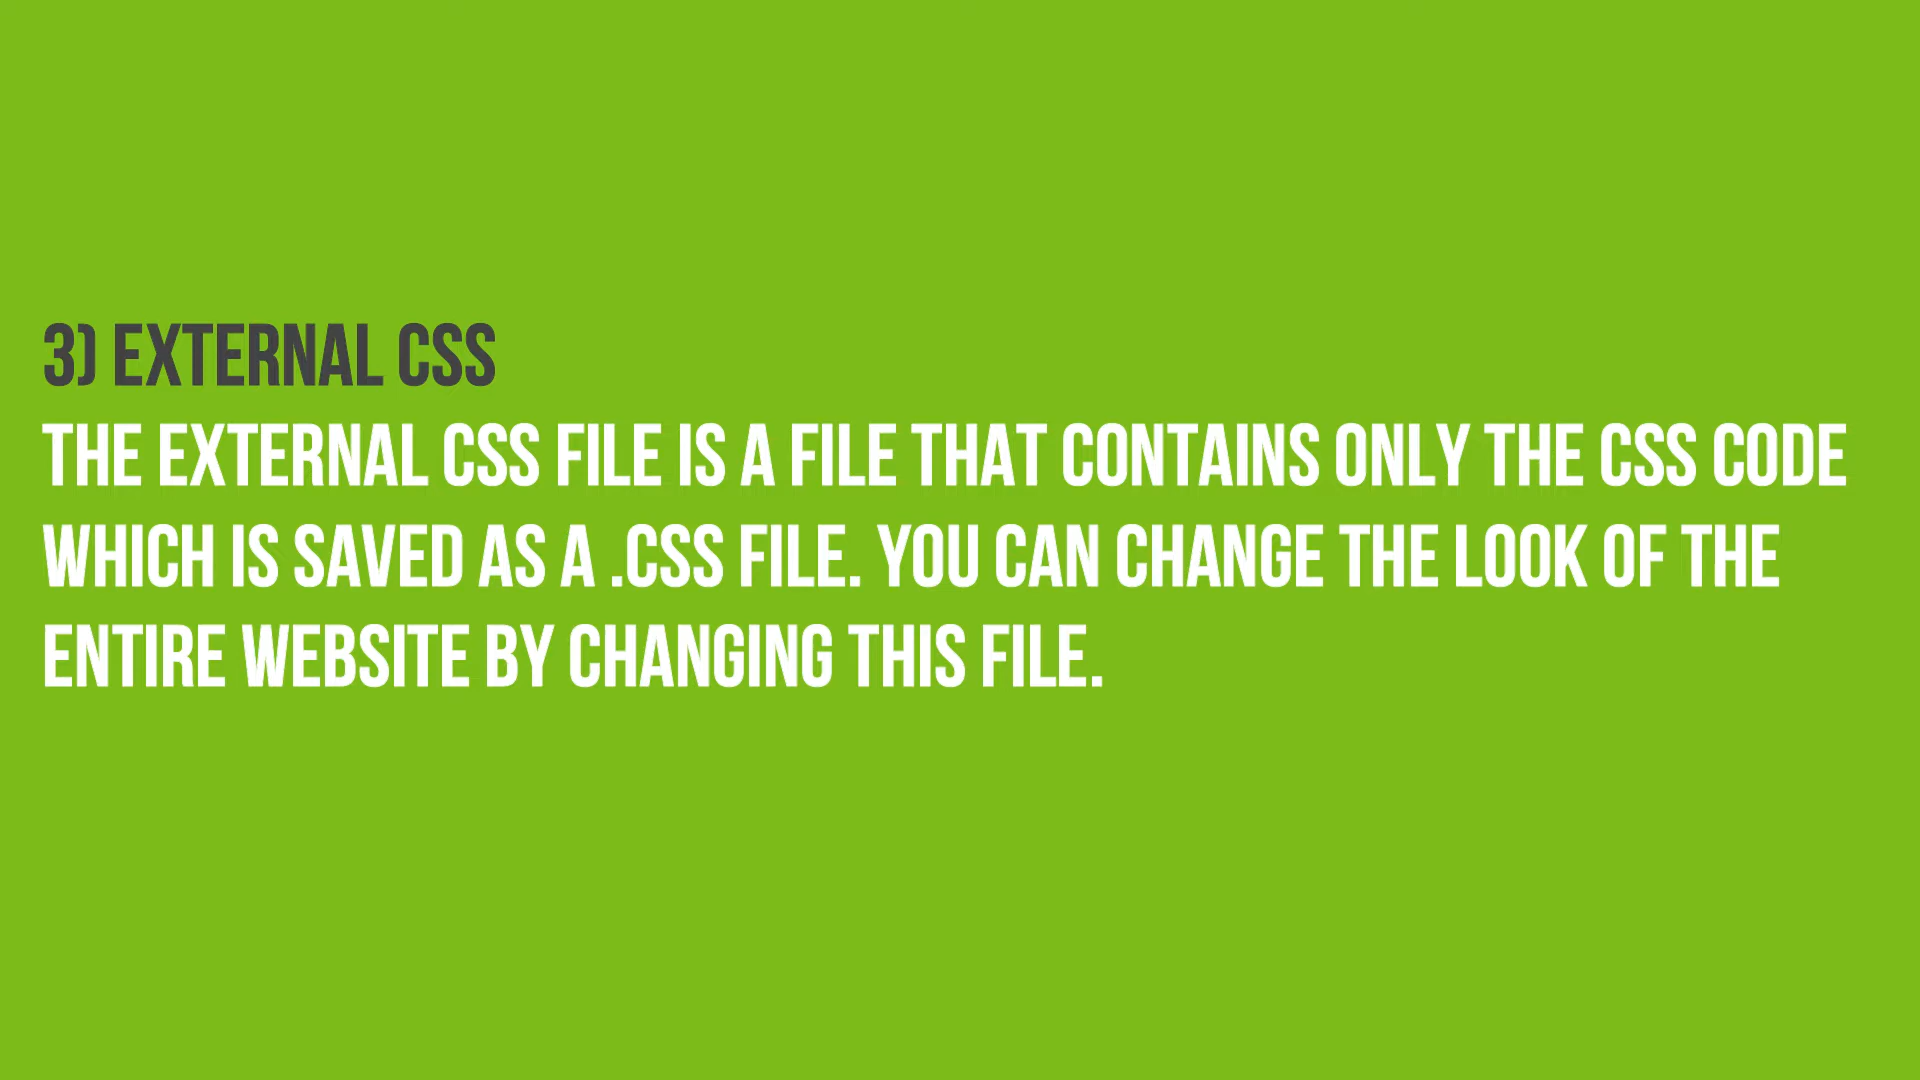 3) EXTERNAL CSS
THE EXTERNAL CSS FILE IS A FILE THAT CONTAINS ONLY THE CSS CODE
WHICH IS SAVED AS A .CSS FILE. YOU CAN CHANGE THE LOOK OF THE
ENTIRE WEBSITE BY CHANGING THIS FILE.